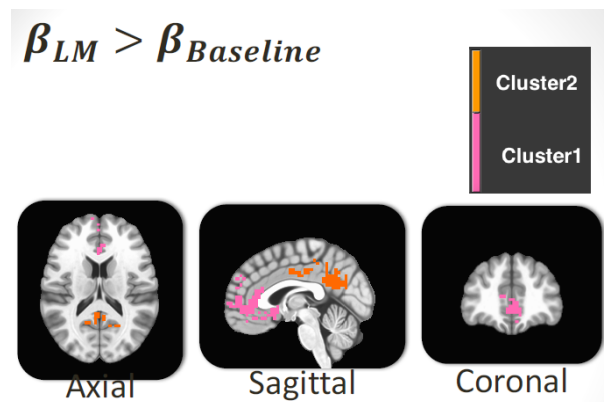 β_LM > β_Baseline
Cluster2
Cluster1
Axial
Sagittal
Coronal